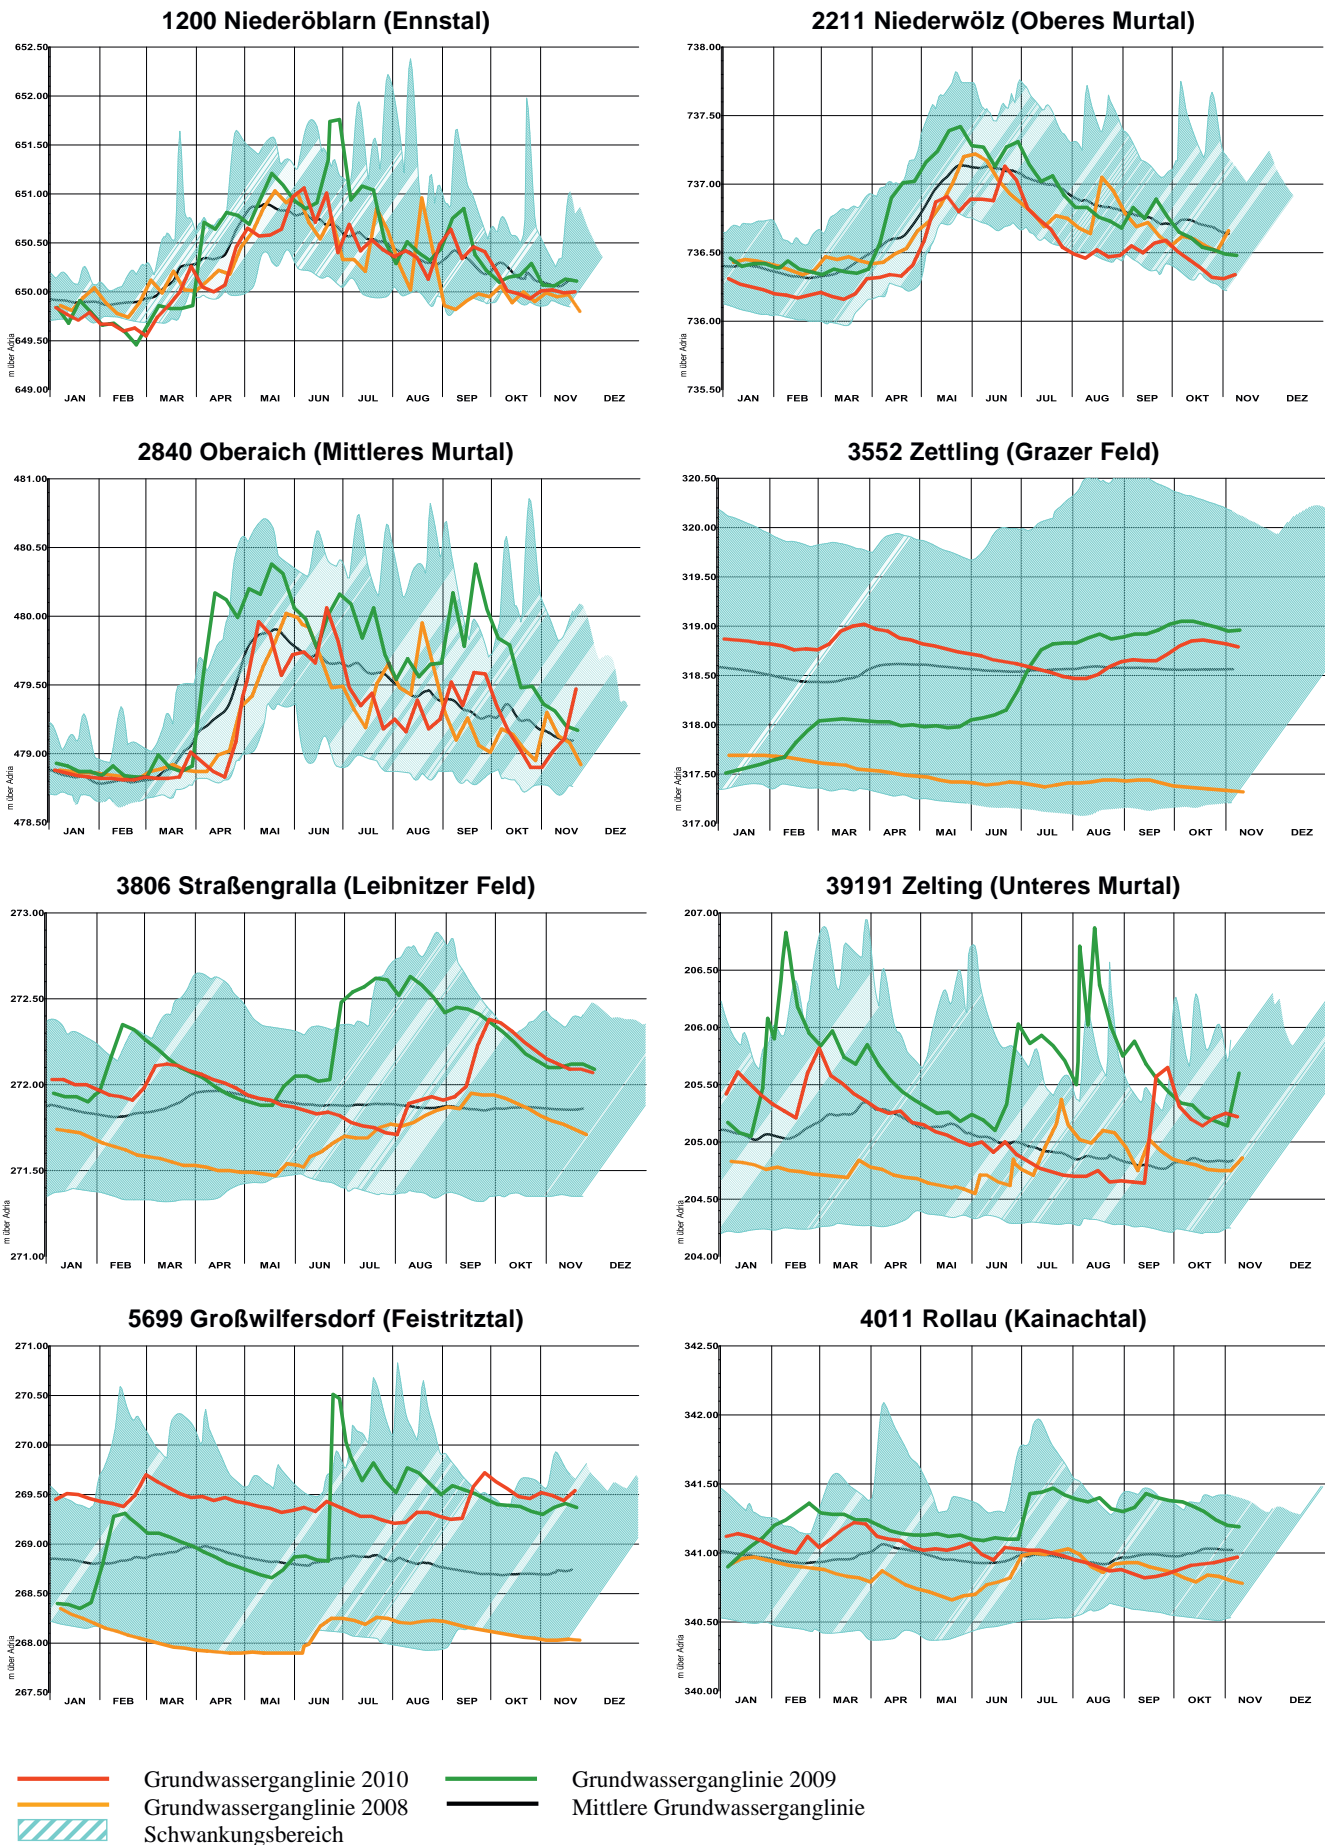 1200 Niederöblarn (Ennstal)
652.50
652.00
651.50
651.00
650.50
650.00
649.50
649.00
m über Adria
JAN FEB MAR APR MAI JUN JUL AUG SEP OKT NOV DEZ
2211 Niederwölz (Oberes Murtal)
738.00
737.50
737.00
736.50
736.00
735.50
m über Adria
JAN FEB MAR APR MAI JUN JUL AUG SEP OKT NOV DEZ
2840 Oberaich (Mittleres Murtal)
481.00
480.50
480.00
479.50
479.00
478.50
m über Adria
JAN FEB MAR APR MAI JUN JUL AUG SEP OKT NOV DEZ
3552 Zettling (Grazer Feld)
320.50
320.00
319.50
319.00
318.50
318.00
317.50
317.00
m über Adria
JAN FEB MAR APR MAI JUN JUL AUG SEP OKT NOV DEZ
3806 Straßengralla (Leibnitzer Feld)
273.00
272.50
272.00
271.50
271.00
m über Adria
JAN FEB MAR APR MAI JUN JUL AUG SEP OKT NOV DEZ
39191 Zelting (Unteres Murtal)
207.00
206.50
206.00
205.50
205.00
204.50
204.00
m über Adria
JAN FEB MAR APR MAI JUN JUL AUG SEP OKT NOV DEZ
5699 Großwilfersdorf (Feistritztal)
271.00
270.50
270.00
269.50
269.00
268.50
268.00
267.50
m über Adria
JAN FEB MAR APR MAI JUN JUL AUG SEP OKT NOV DEZ
4011 Rollau (Kainachtal)
342.50
342.00
341.50
341.00
340.50
340.00
m über Adria
JAN FEB MAR APR MAI JUN JUL AUG SEP OKT NOV DEZ
Grundwasserganglinie 2010
Grundwasserganglinie 2009
Grundwasserganglinie 2008
Mittlere Grundwasserganglinie
Schwankungsbereich